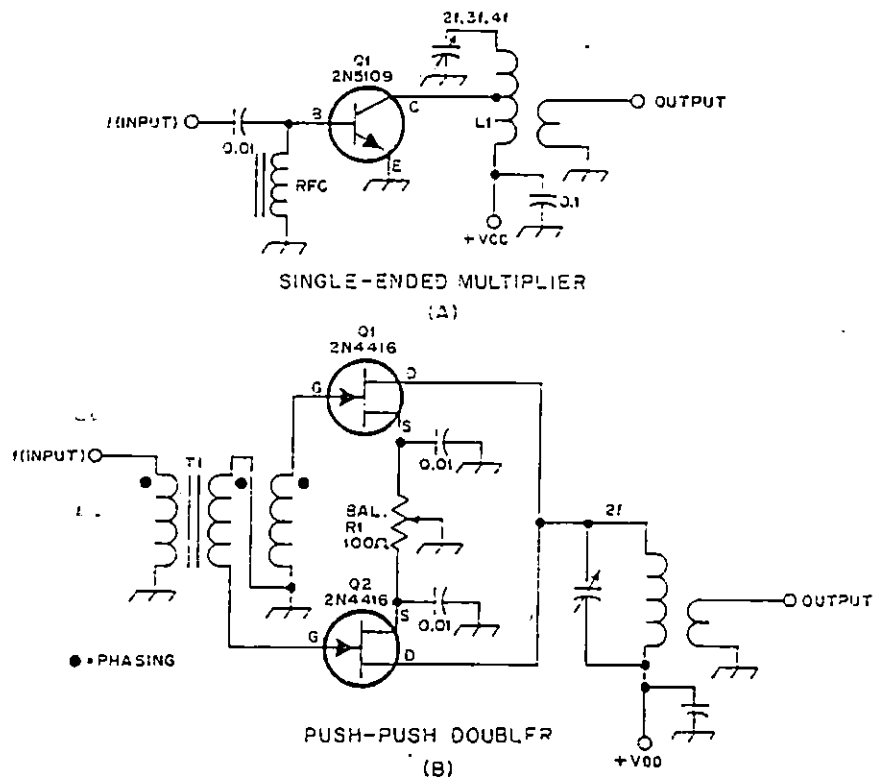 2f,3f,4f
Q1
2N5109
f(INPUT)
B
C
OUTPUT
0.01
L1
E
RFC
0.1
+VCC
SINGLE-ENDED MULTIPLIER
(A)
Q1
2N4416
G
D
S
f(INPUT)
T1
0.01
BAL.
R1
100Ω
2f
Q2
2N4416
S
0.01
OUTPUT
G
D
● = PHASING
PUSH-PUSH DOUBLER
+VDD
(B)